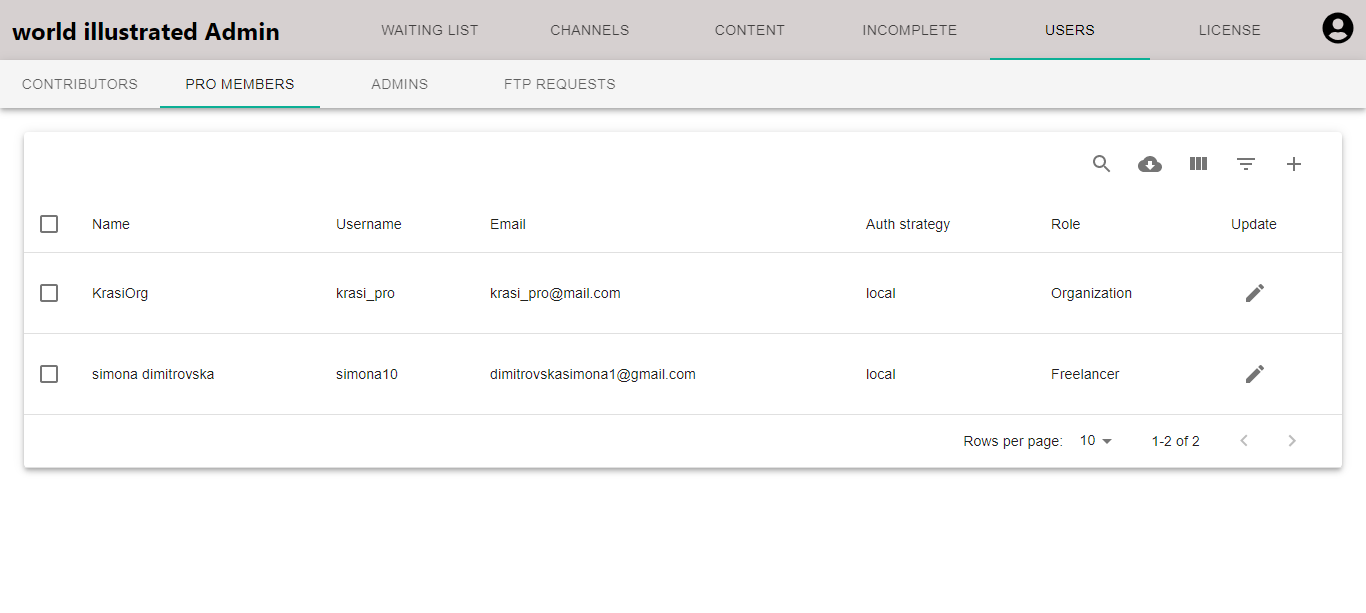 world illustrated Admin WAITING LIST CHANNELS CONTENT INCOMPLETE USERS LICENSE
CONTRIBUTORS PRO MEMBERS ADMINS FTP REQUESTS
Name Username Email Auth strategy Role Update
KrasiOrg krasi_pro krasi_pro@mail.com local Organization
simona dimitrovska simona10 dimitrovskasimona1@gmail.com local Freelancer
Rows per page: 10 1-2 of 2